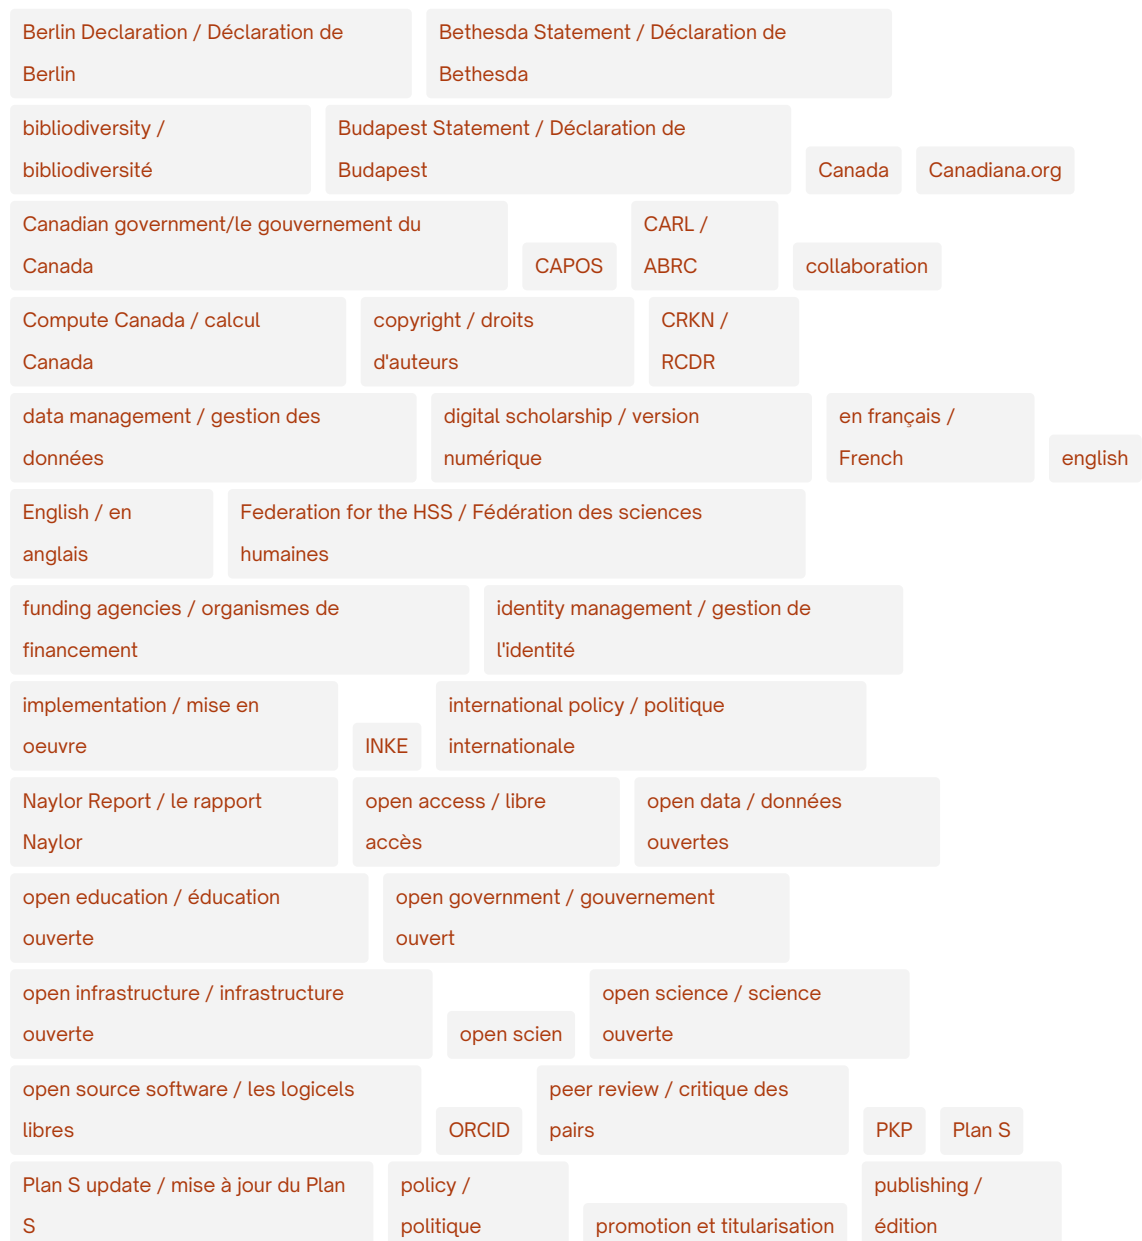 Berlin Declaration / Déclaration de
Berlin
Bethesda Statement / Déclaration de
Bethesda
bibliodiversity /
bibliodiversité
Budapest Statement / Déclaration de
Budapest
Canada
Canadiana.org
Canadian government/le gouvernement du
Canada
CAPOS
CARL /
ABRC
collaboration
Compute Canada / calcul
Canada
copyright / droits
d'auteurs
CRKN /
RCDR
data management / gestion des
données
digital scholarship / version
numérique
en français /
French
english
English / en
anglais
Federation for the HSS / Fédération des sciences
humaines
funding agencies / organismes de
financement
identity management / gestion de
l'identité
implementation / mise en
oeuvre
INKE
international policy / politique
internationale
Naylor Report / le rapport
Naylor
open access / libre
accès
open data / données
ouvertes
open education / éducation
ouverte
open government / gouvernement
ouvert
open infrastructure / infrastructure
ouverte
open scien
open science / science
ouverte
open source software / les logicels
libres
ORCID
peer review / critique des
pairs
PKP
Plan S
Plan S update / mise à jour du Plan
S
policy /
politique
promotion et titularisation
publishing /
édition